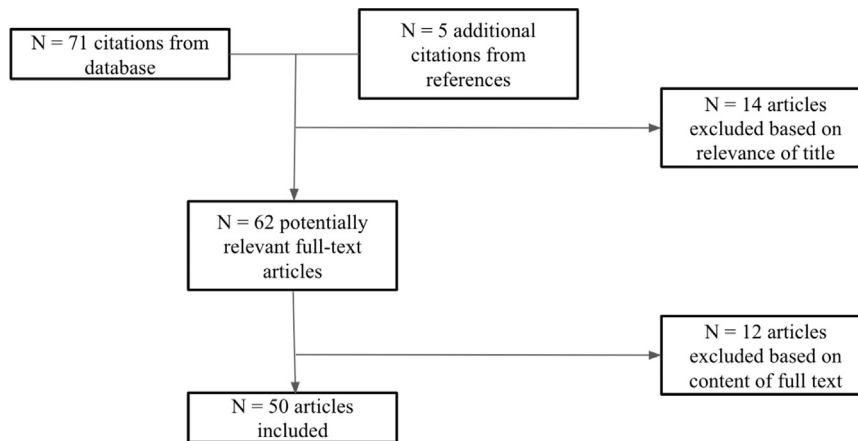 N = 71 citations from
database
N = 5 additional
citations from
references
N = 14 articles
excluded based on
relevance of title
N = 62 potentially
relevant full-text
articles
N = 12 articles
excluded based on
content of full text
N = 50 articles
included